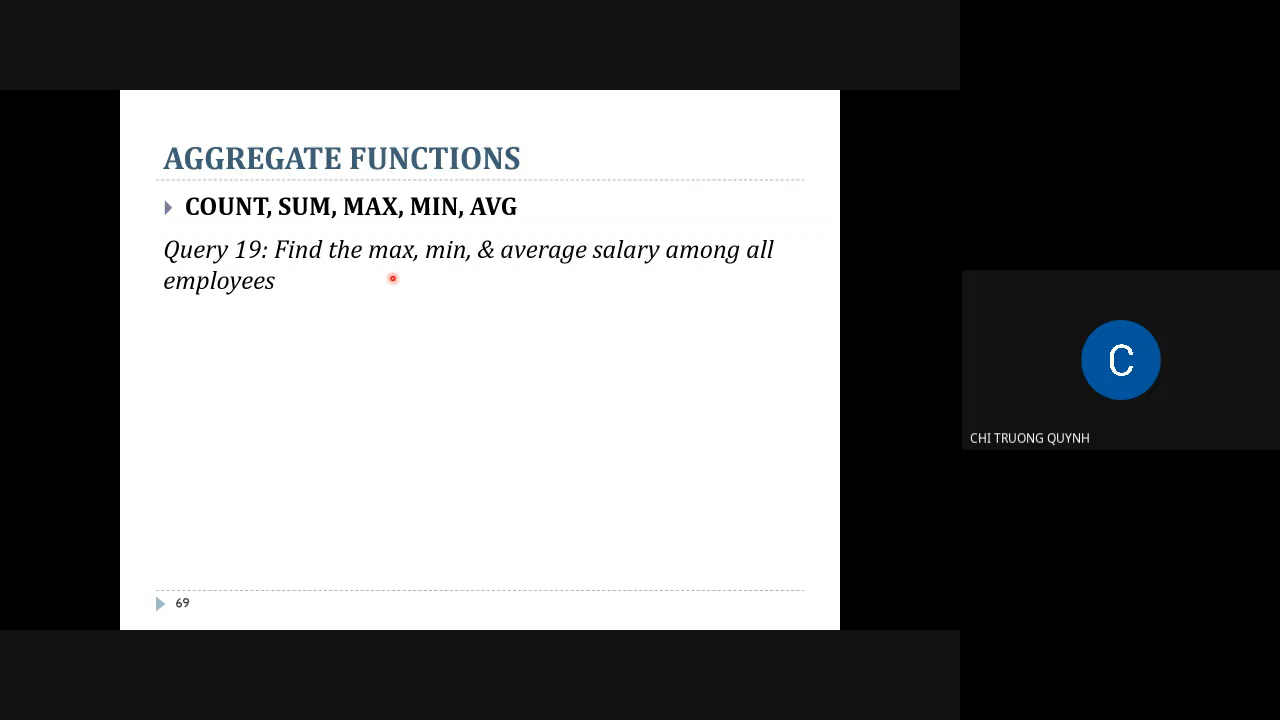 AGGREGATE FUNCTIONS
COUNT, SUM, MAX, MIN, AVG
Query 19: Find the max, min, & average salary among all
employees
69
C
CHI TRUONG QUYNH